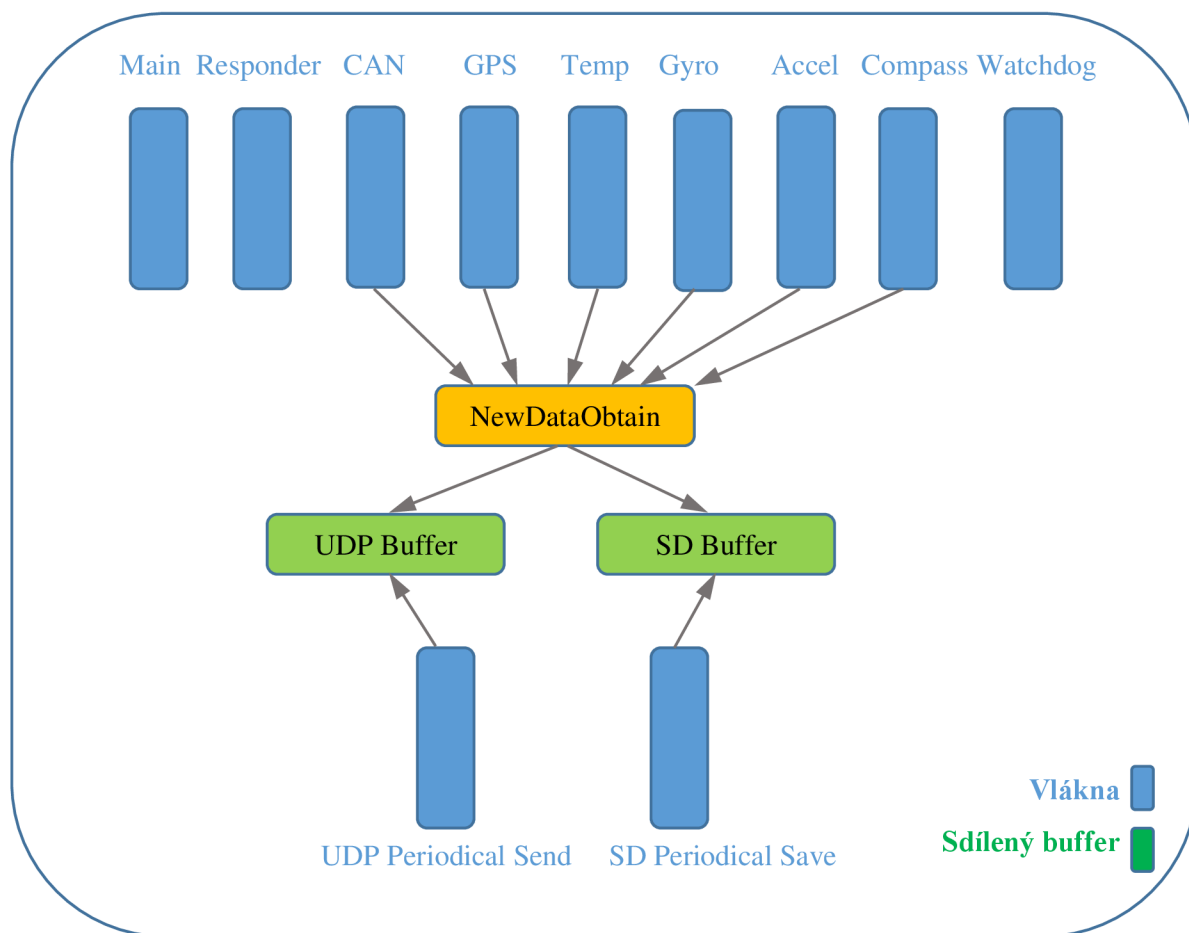 Main Responder CAN GPS Temp Gyro Accel Compass Watchdog
NewDataObtain
UDP Buffer SD Buffer
Vlákna
Sdílený buffer
UDP Periodical Send SD Periodical Save